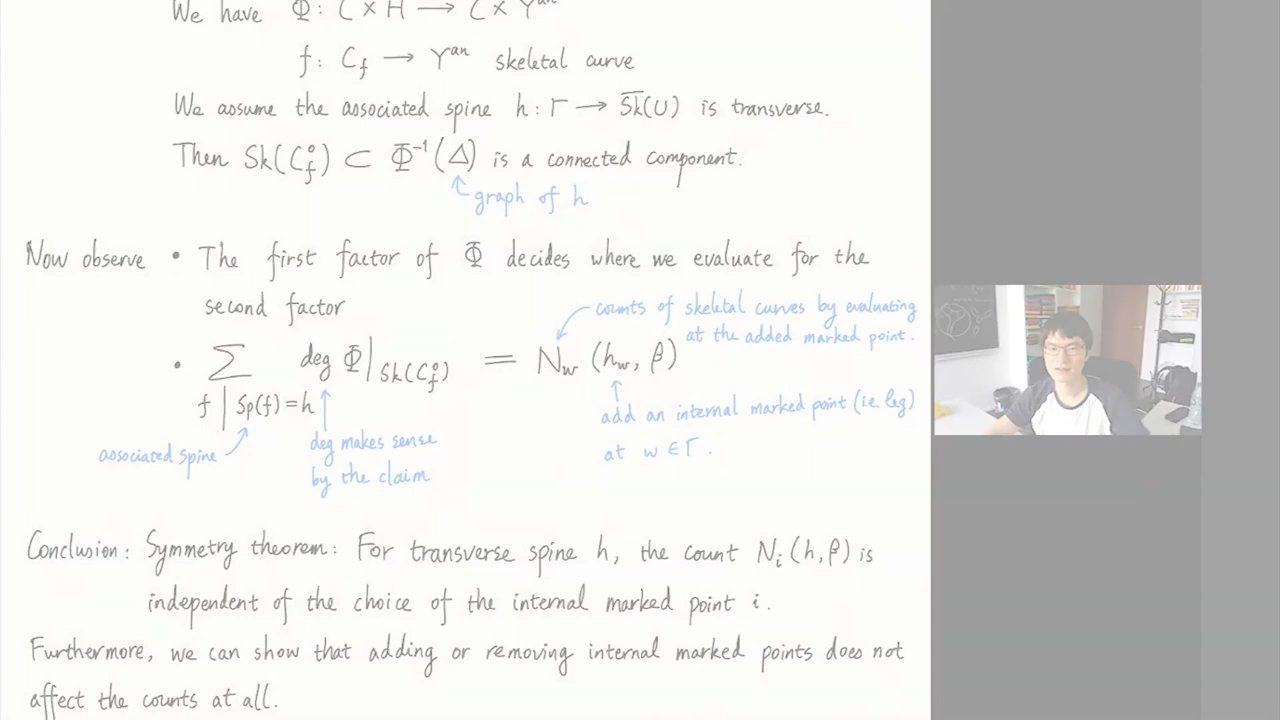 We have Φ: C × H → C × Y^an
f: C_f → Y^an skeletal curve
We assume the associated spine h: Γ → S̅k̅(U) is transverse.
Then Sk(C_f°) ⊂ Φ⁻¹(Δ) is a connected component.
graph of h
Now observe • The first factor of Φ decides where we evaluate for the
second factor
counts of skeletal curves by evaluating
at the added marked point.
• Σ_{f | Sp(f) = h} deg Φ|_{Sk(C_f°)} = N_w (h_w, β)
add an internal marked point (i.e. leg)
at w ∈ Γ.
associated spine
deg makes sense
by the claim
Conclusion: Symmetry theorem: For transverse spine h, the count N_i (h, β) is
independent of the choice of the internal marked point i.
Furthermore, we can show that adding or removing internal marked points does not
affect the counts at all.